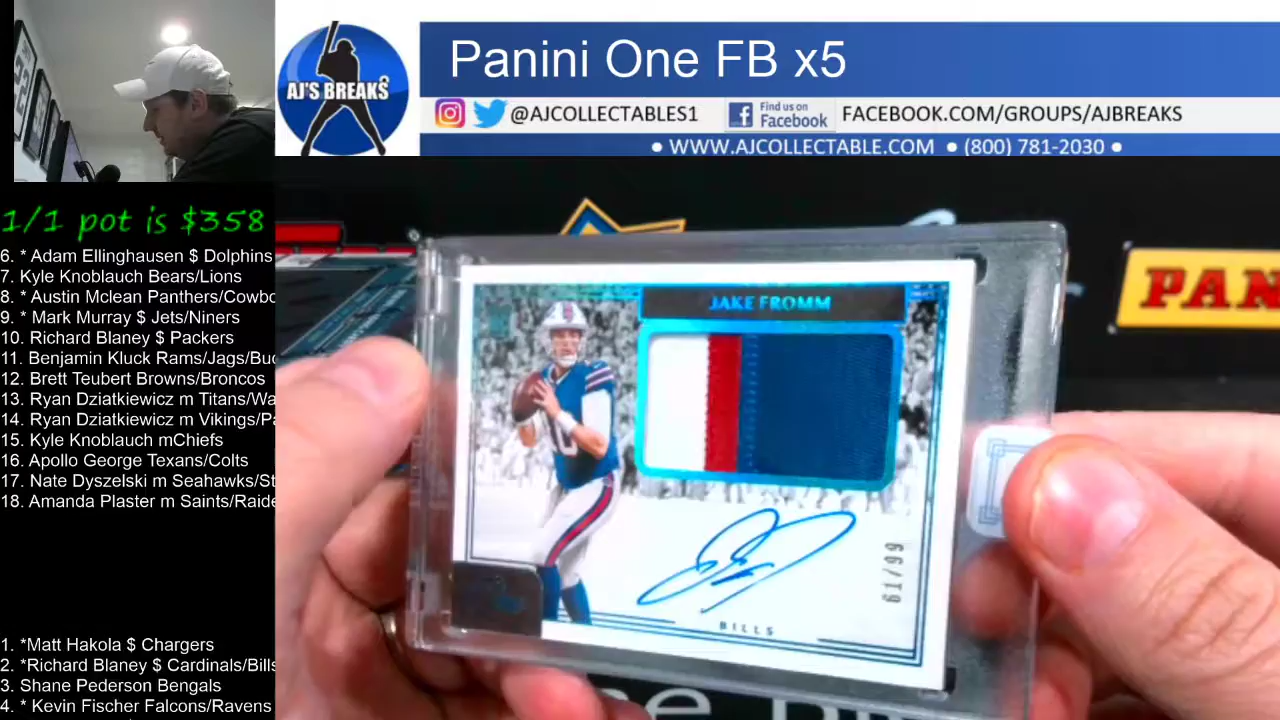 AJ'S BREAKS
Panini One FB x5
@AJCOLLECTABLES1
Find us on
Facebook
FACEBOOK.COM/GROUPS/AJBREAKS
• WWW.AJCOLLECTABLE.COM • (800) 781-2030 •
1/1 pot is $358
6. * Adam Ellinghausen $ Dolphins
7. Kyle Knoblauch Bears/Lions
8. * Austin Mclean Panthers/Cowbo
9. * Mark Murray $ Jets/Niners
10. Richard Blaney $ Packers
11. Benjamin Kluck Rams/Jags/Buc
12. Brett Teubert Browns/Broncos
13. Ryan Dziatkiewicz m Titans/Wa
14. Ryan Dziatkiewicz m Vikings/Pa
15. Kyle Knoblauch mChiefs
16. Apollo George Texans/Colts
17. Nate Dyszelski m Seahawks/St
18. Amanda Plaster m Saints/Raide
1. *Matt Hakola $ Chargers
2. *Richard Blaney $ Cardinals/Bills
3. Shane Pederson Bengals
4. * Kevin Fischer Falcons/Ravens
JAKE FROMM
61/99
BILLS
PAN